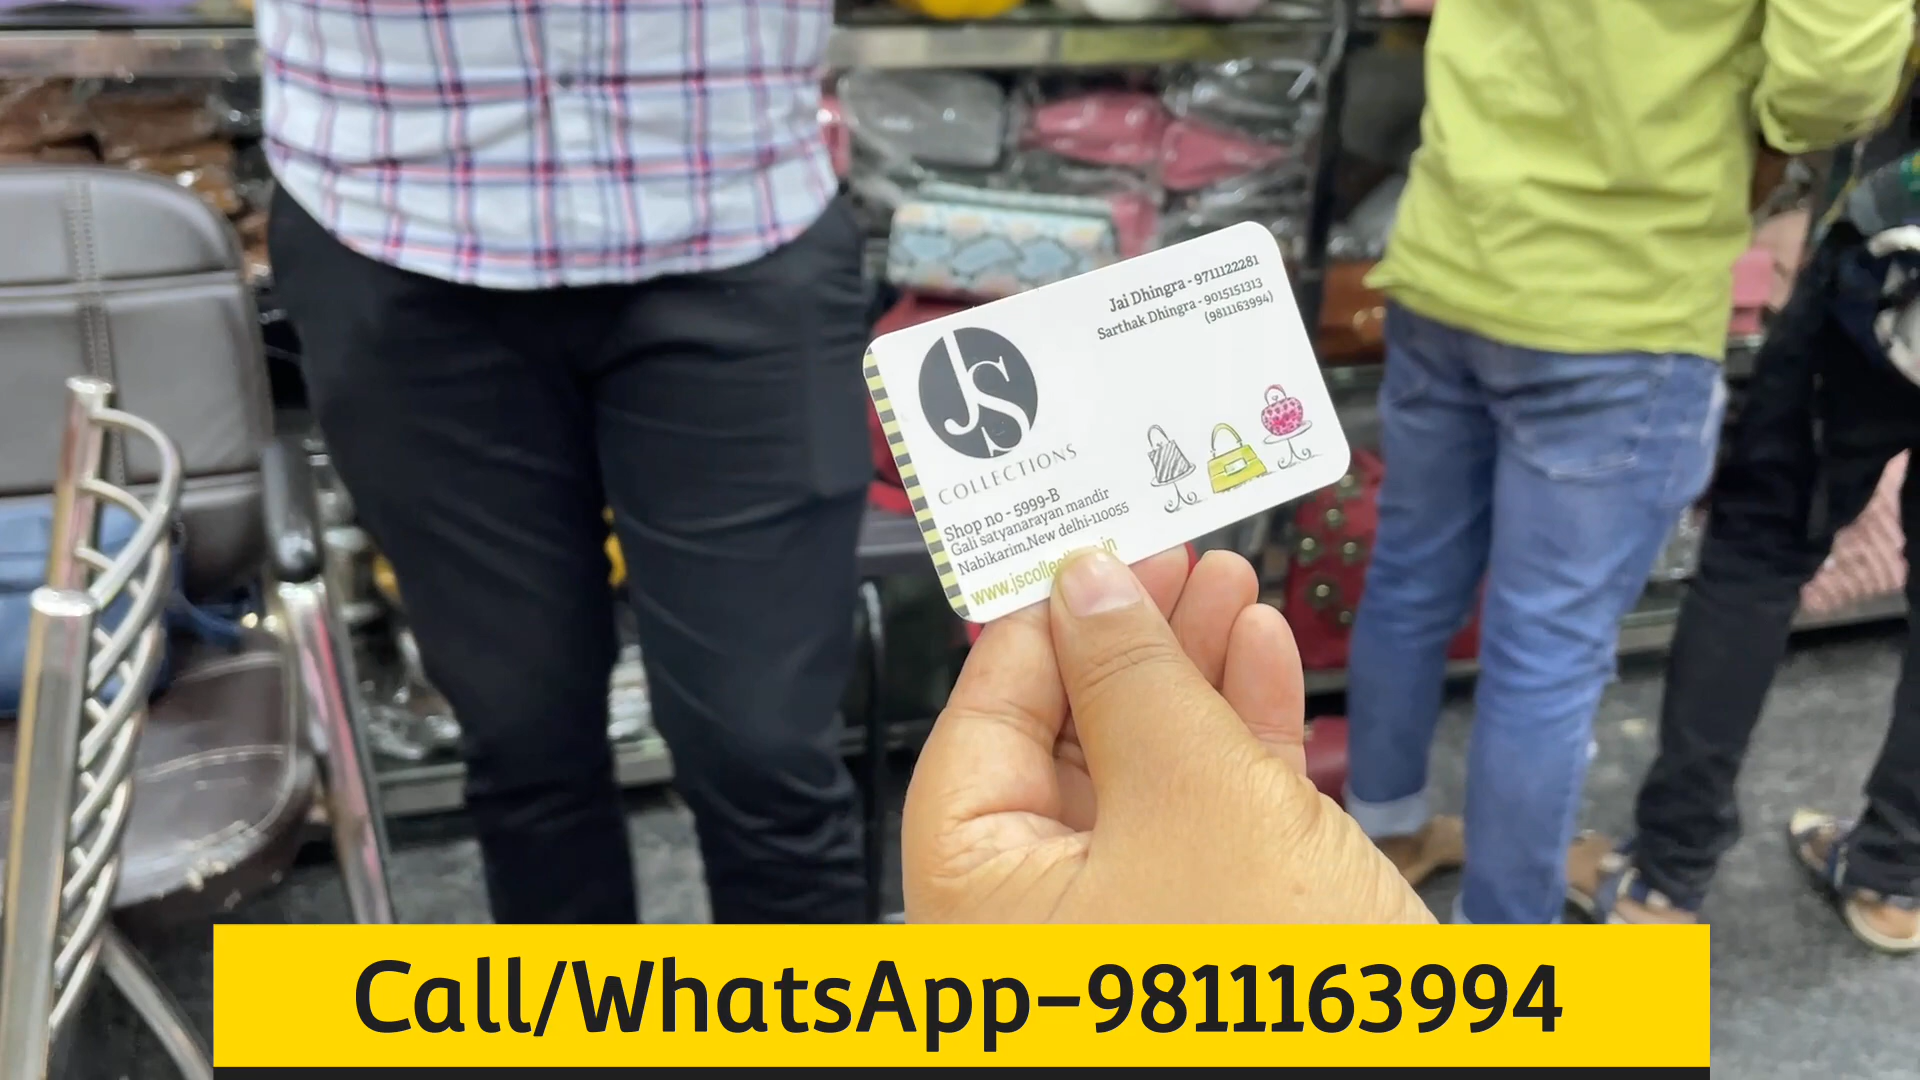 Jai Dhingra - 9711122281
Sarthak Dhingra - 9015151313
(9811163994)
JS
COLLECTIONS
Shop no - 5999-B
Gali satyanarayan mandir
Nabikarim,New delhi-110055
Call/WhatsApp-9811163994